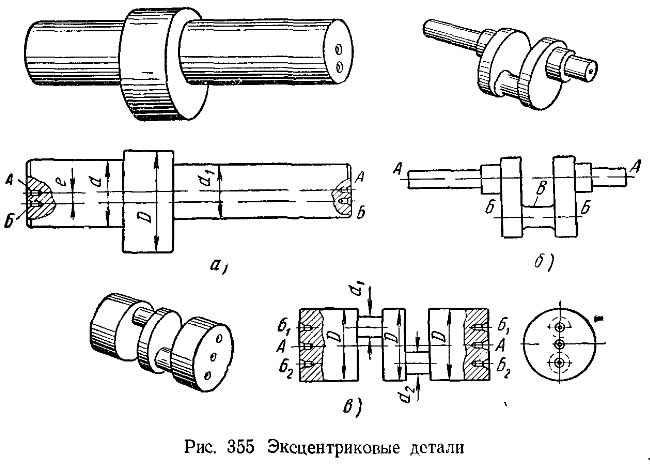 А
Б
е
d
D
d₁
А
Б
а)
А
А
Б
В
Б
б)
Б₁
А
Б₂
D
d₁
D
d₂
D
Б₁
А
Б₂
в)
Рис. 355 Эксцентриковые детали